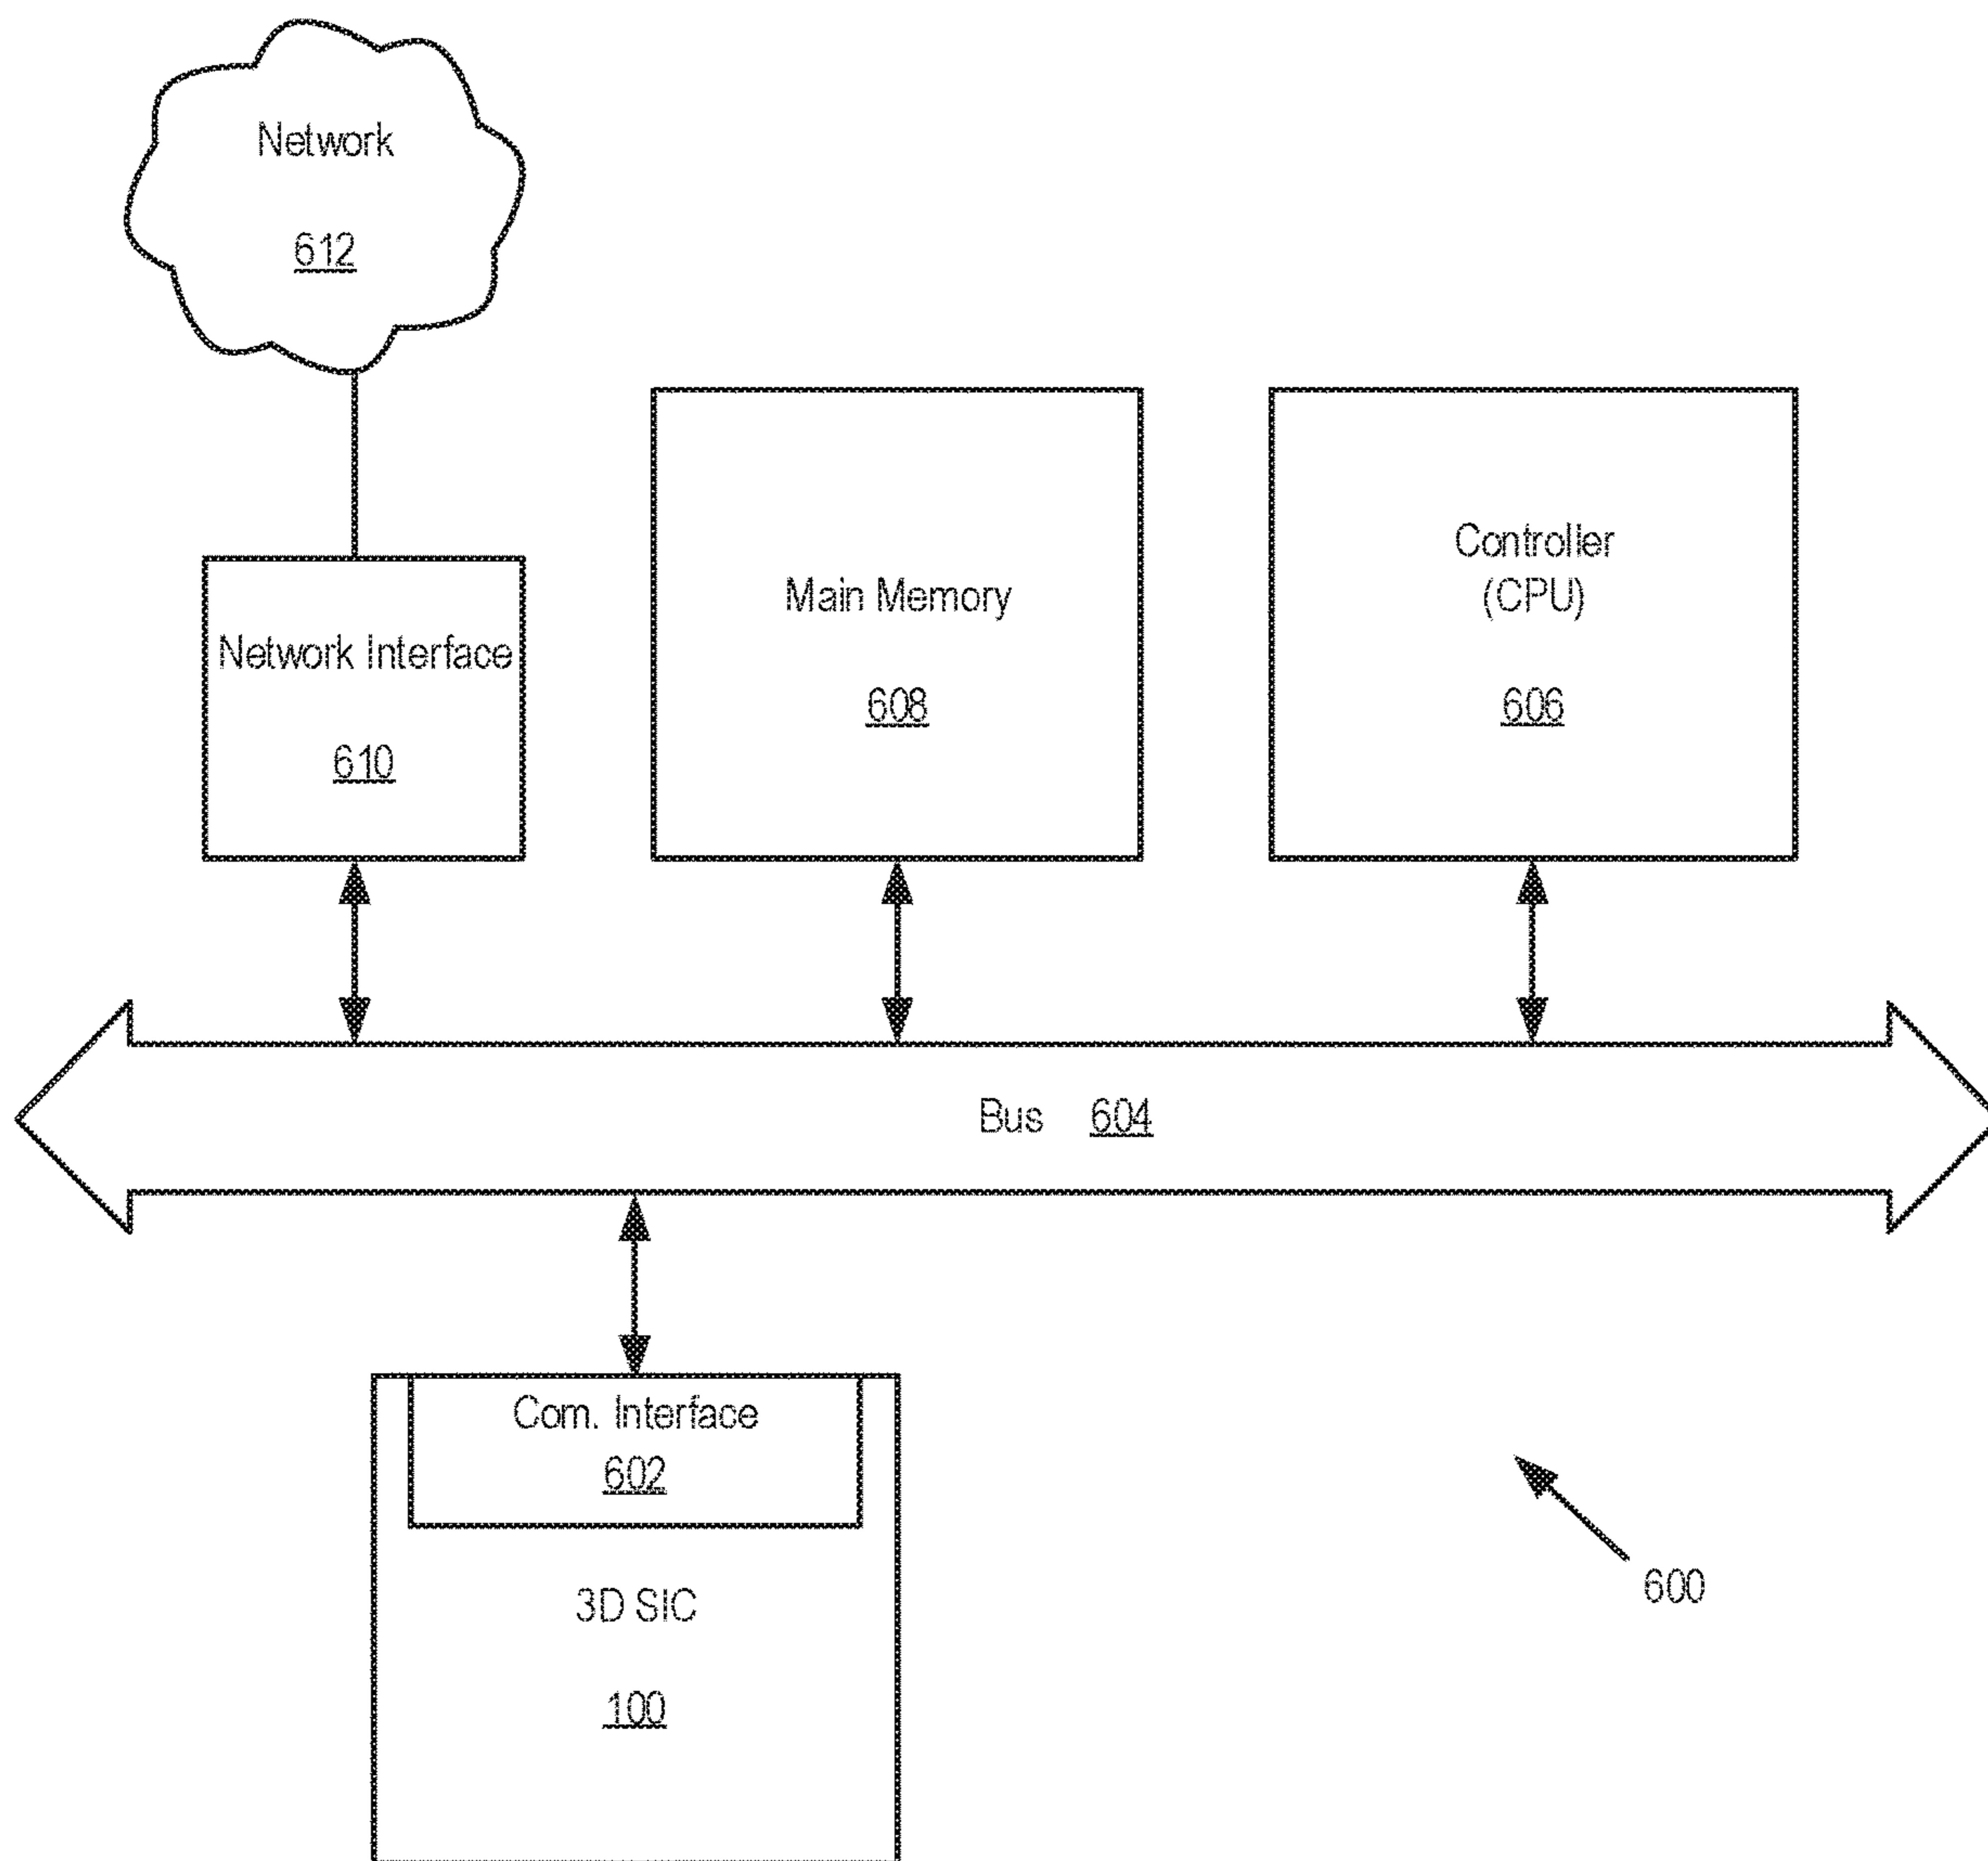 Network
612
Network Interface
610
Main Memory
608
Controller
(CPU)
606
Bus 604
Com. Interface
602
3D SIC
100
600